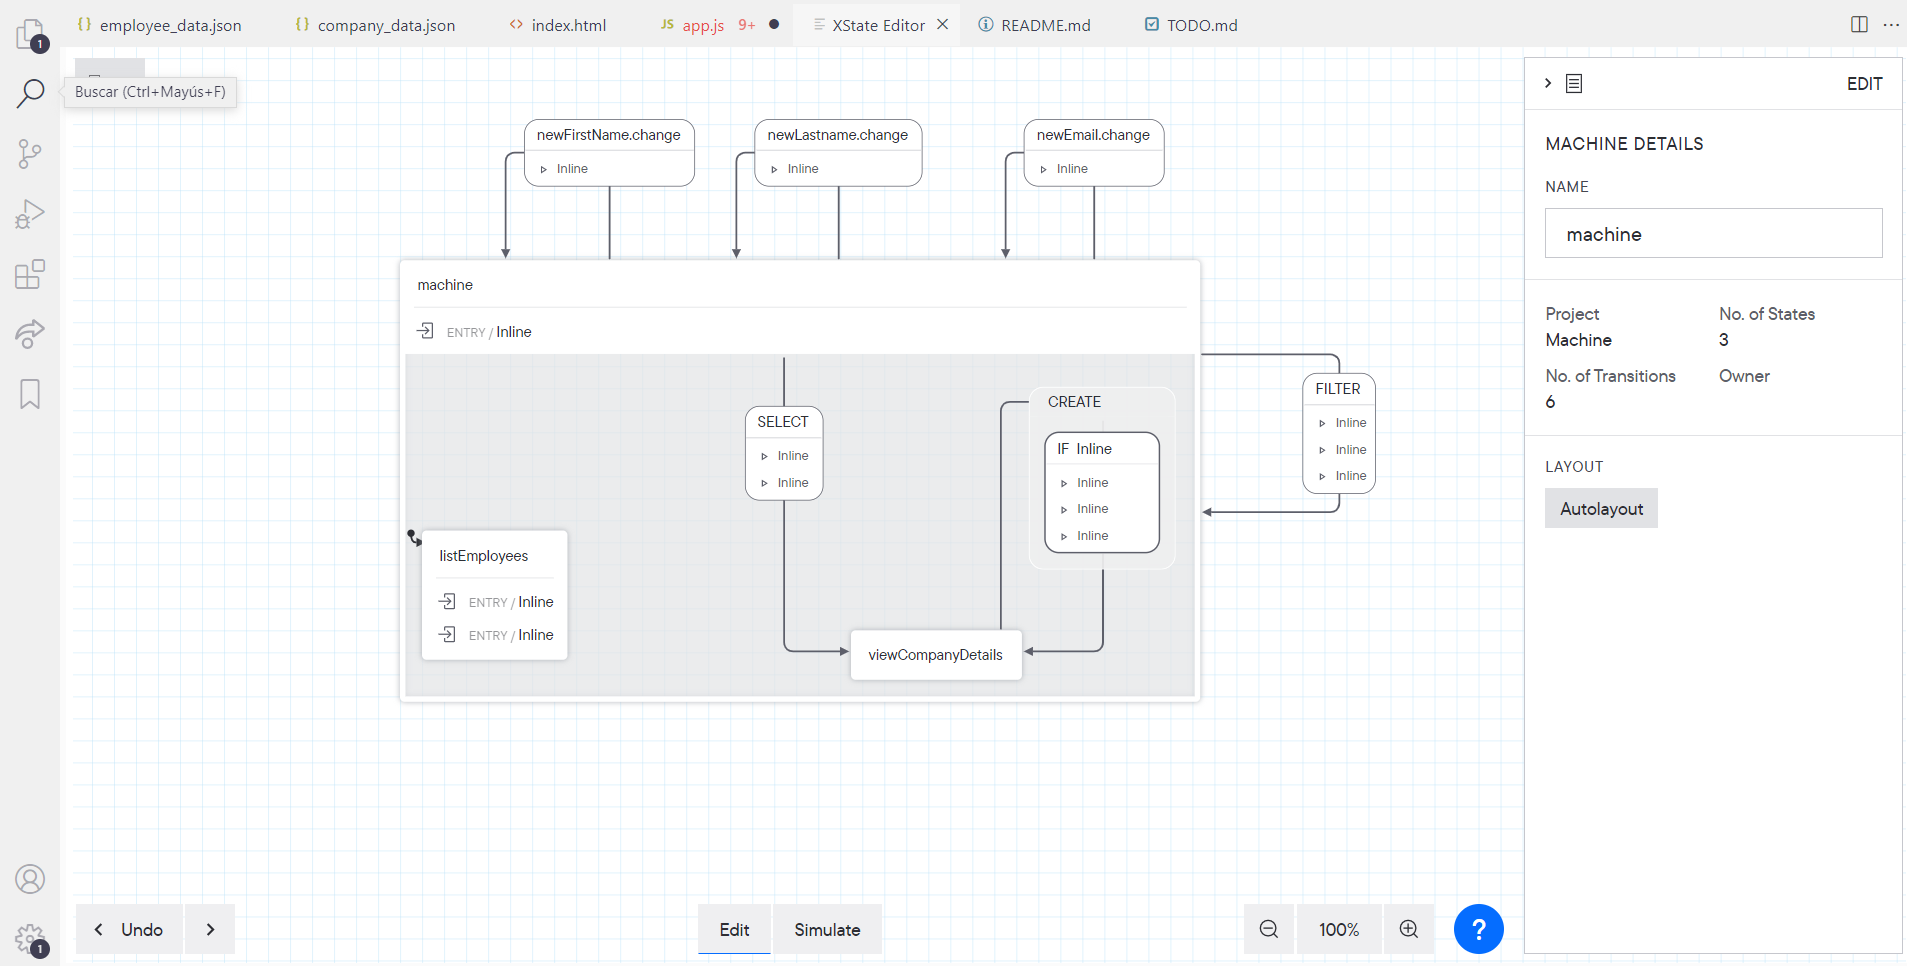 employee_data.json
company_data.json
index.html
JS app.js 9+
XState Editor
README.md
TODO.md
1
Buscar (Ctrl+Mayús+F)
newFirstName.change
Inline
newLastname.change
Inline
newEmail.change
Inline
machine
ENTRY / Inline
SELECT
Inline
Inline
CREATE
IF Inline
Inline
Inline
Inline
FILTER
Inline
Inline
Inline
listEmployees
ENTRY / Inline
ENTRY / Inline
viewCompanyDetails
EDIT
MACHINE DETAILS
NAME
machine
Project
Machine
No. of States
3
No. of Transitions
6
Owner
LAYOUT
Autolayout
1
Undo
Edit
Simulate
100%
?